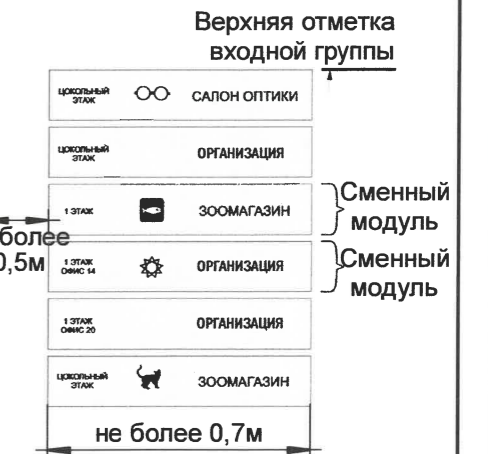 Верхняя отметка
входной группы
ЦОКОЛЬНЫЙ
ЭТАЖ
САЛОН ОПТИКИ
ЦОКОЛЬНЫЙ
ЭТАЖ
ОРГАНИЗАЦИЯ
1 ЭТАЖ
ЗООМАГАЗИН
Сменный
модуль
более
0,5м
1 ЭТАЖ
ОФИС 14
ОРГАНИЗАЦИЯ
Сменный
модуль
1 ЭТАЖ
ОФИС 20
ОРГАНИЗАЦИЯ
ЦОКОЛЬНЫЙ
ЭТАЖ
ЗООМАГАЗИН
не более 0,7м